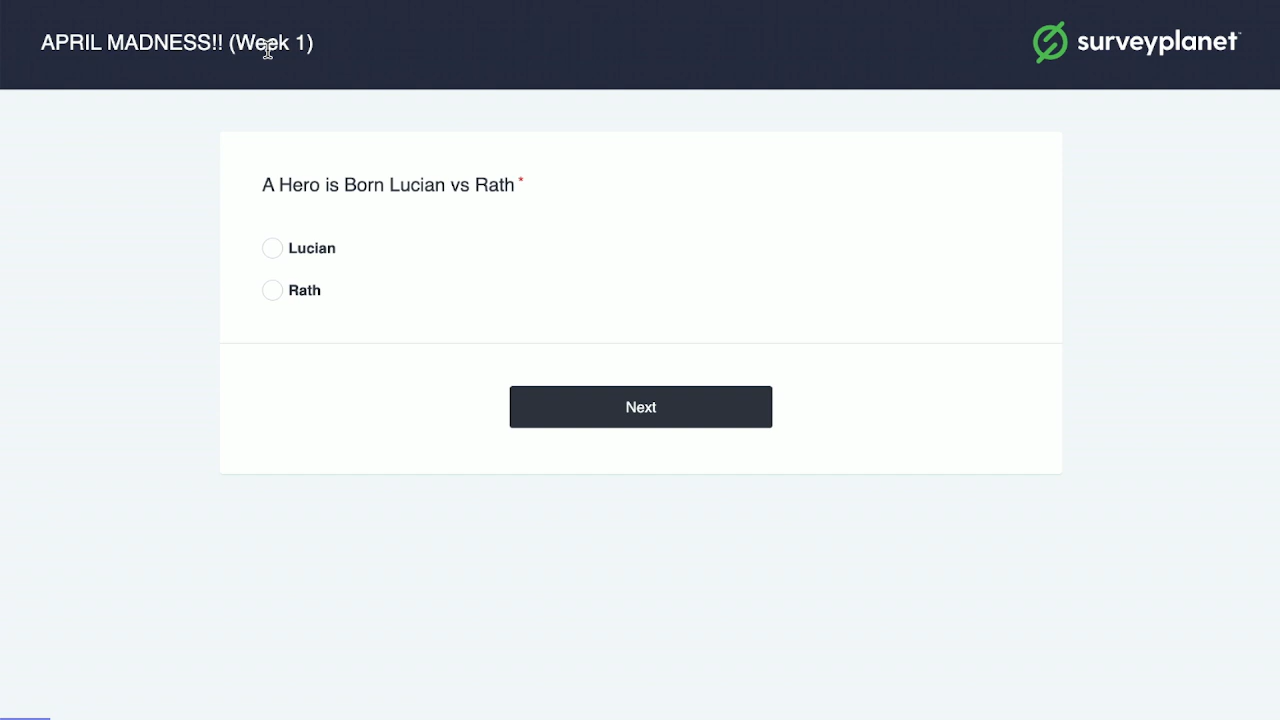 APRIL MADNESS!! (Week 1)
surveyplanet
A Hero is Born Lucian vs Rath *
Lucian
Rath
Next